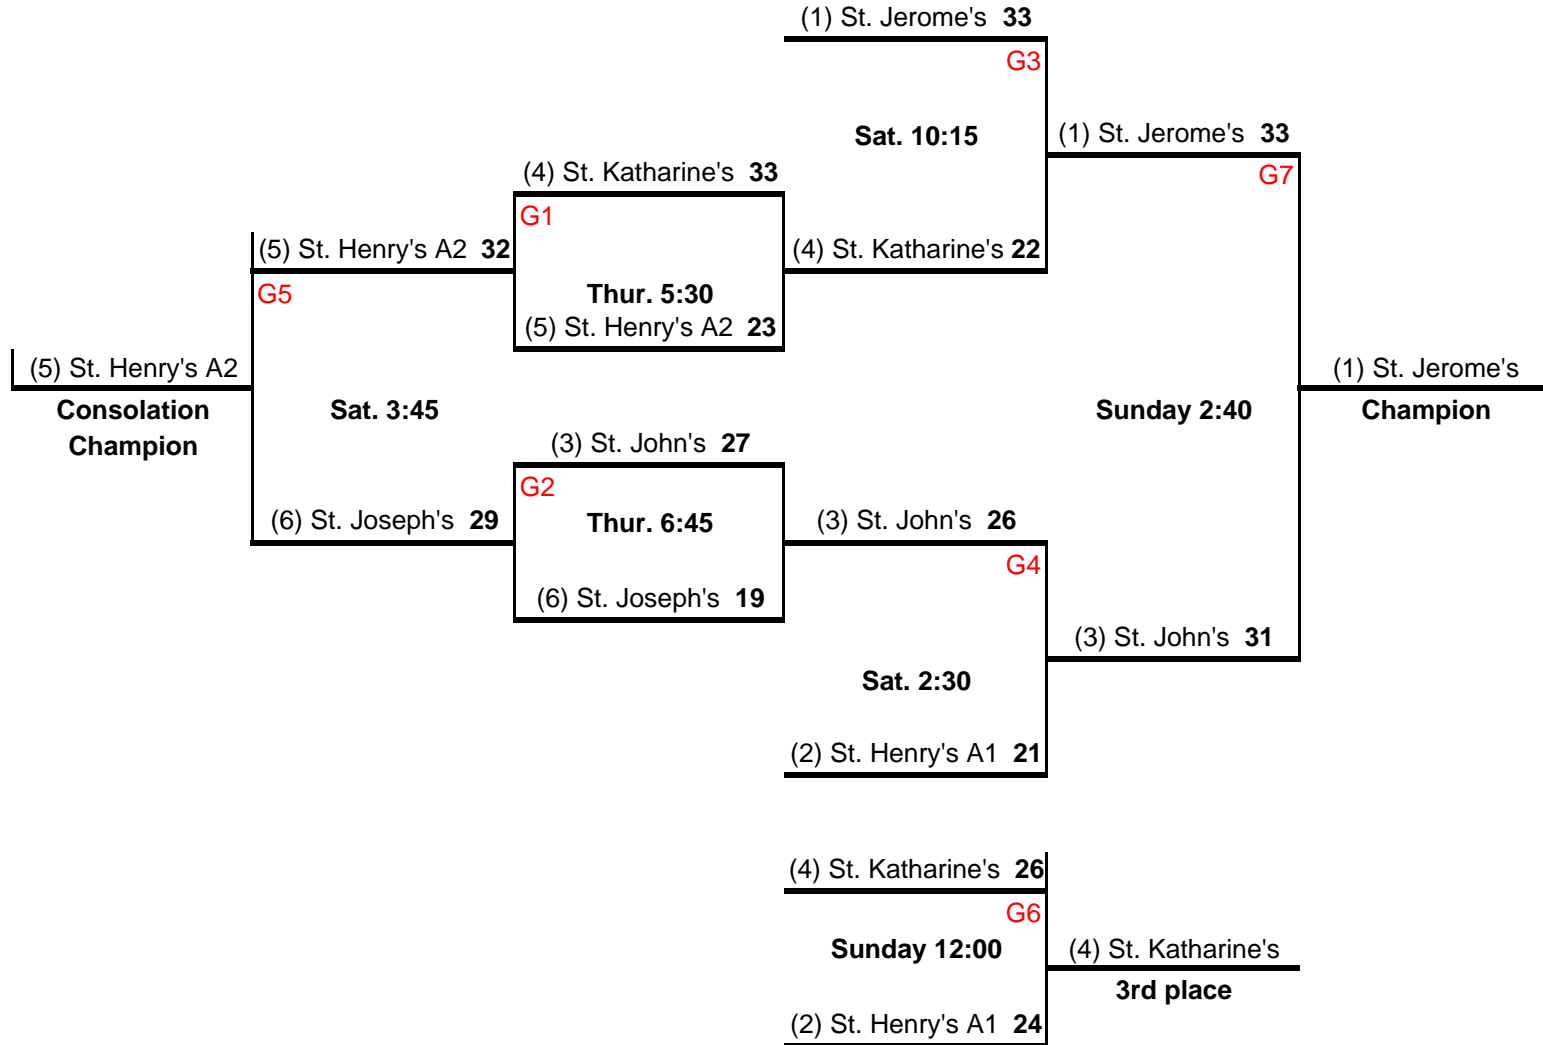 (1) St. Jerome's 33
G3
Sat. 10:15
(1) St. Jerome's 33
(4) St. Katharine's 33
G7
G1
(5) St. Henry's A2 32
(4) St. Katharine's 22
G5
Thur. 5:30
(5) St. Henry's A2 23
(5) St. Henry's A2
(1) St. Jerome's
Consolation
Champion
Sat. 3:45
Sunday 2:40
Champion
(3) St. John's 27
G2
(6) St. Joseph's 29
Thur. 6:45
(3) St. John's 26
G4
(6) St. Joseph's 19
(3) St. John's 31
Sat. 2:30
(2) St. Henry's A1 21
(4) St. Katharine's 26
G6
Sunday 12:00
(4) St. Katharine's
3rd place
(2) St. Henry's A1 24